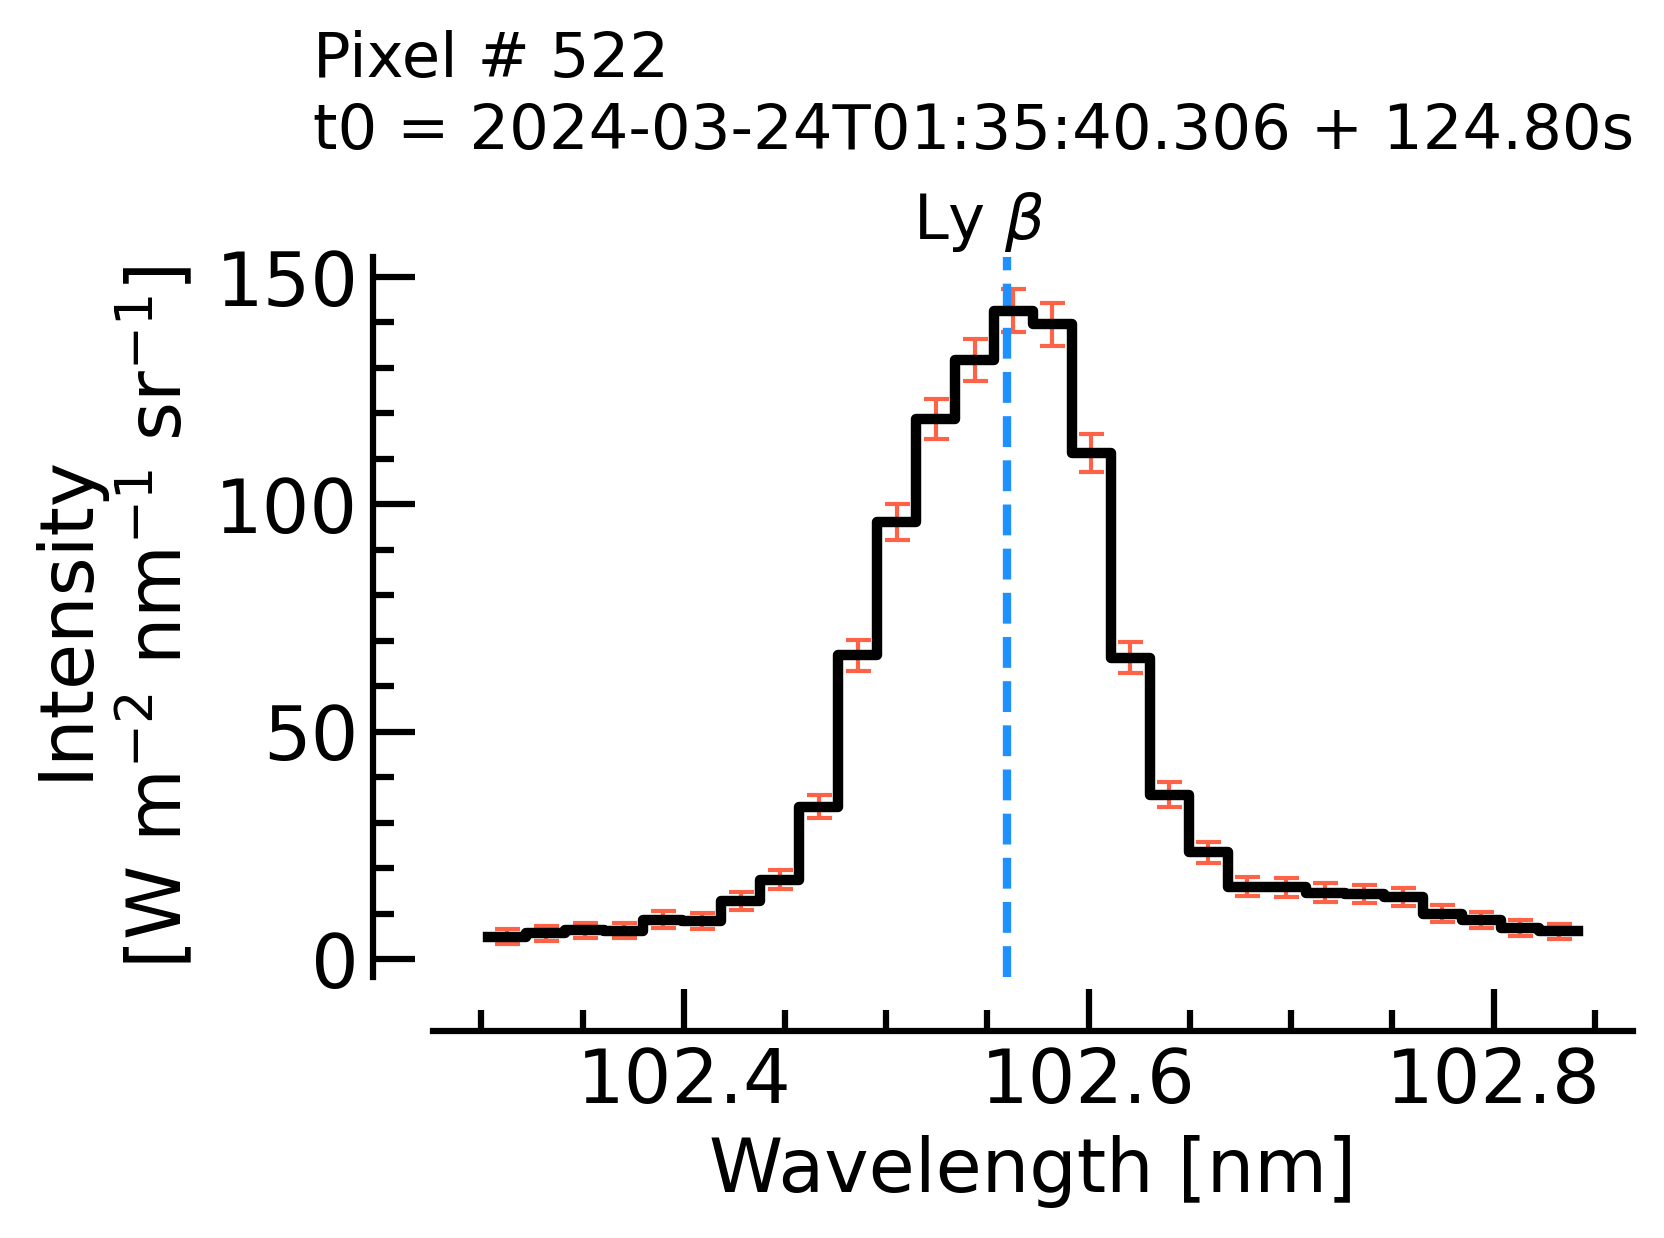 Pixel # 522
t0 = 2024-03-24T01:35:40.306 + 124.80s
Ly β
Intensity
[W m⁻² nm⁻¹ sr⁻¹]
150
100
50
0
102.4 102.6 102.8
Wavelength [nm]